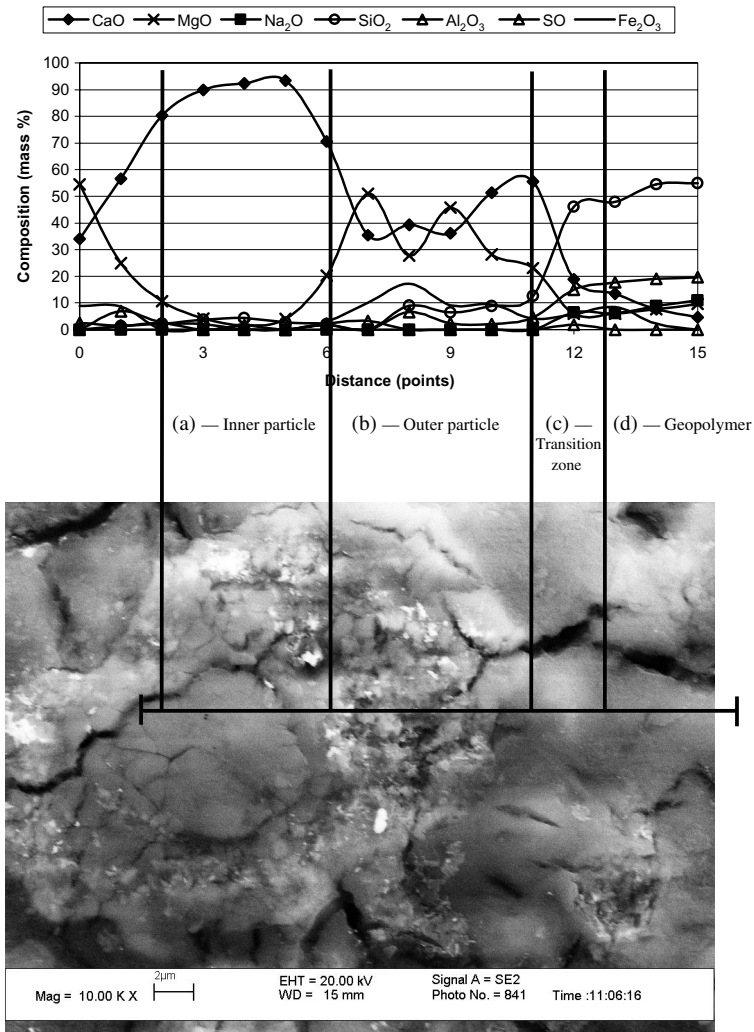 CaO MgO Na₂O SiO₂ Al₂O₃ SO Fe₂O₃
100
90
80
70
60
50
40
30
20
10
0
Composition (mass %)
0 3 6 9 12 15
Distance (points)
(a) — Inner particle
(b) — Outer particle
(c) —
Transition
zone
(d) — Geopolymer
Mag = 10.00 K X
2µm
EHT = 20.00 kV
WD = 15 mm
Signal A = SE2
Photo No. = 841
Time :11:06:16